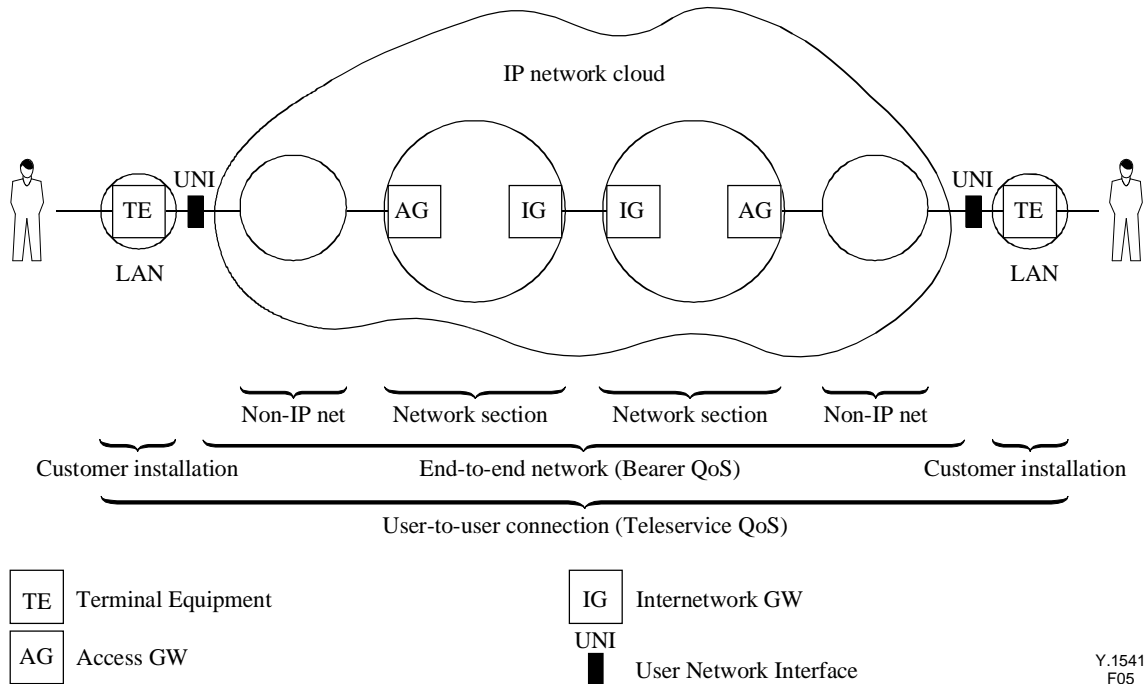 IP network cloud
UNI
UNI
TE
AG
IG
IG
AG
TE
LAN
LAN
Non-IP net
Network section
Network section
Non-IP net
Customer installation
End-to-end network (Bearer QoS)
Customer installation
User-to-user connection (Teleservice QoS)
TE
Terminal Equipment
IG
Internetwork GW
AG
Access GW
UNI
User Network Interface
Y.1541
F05